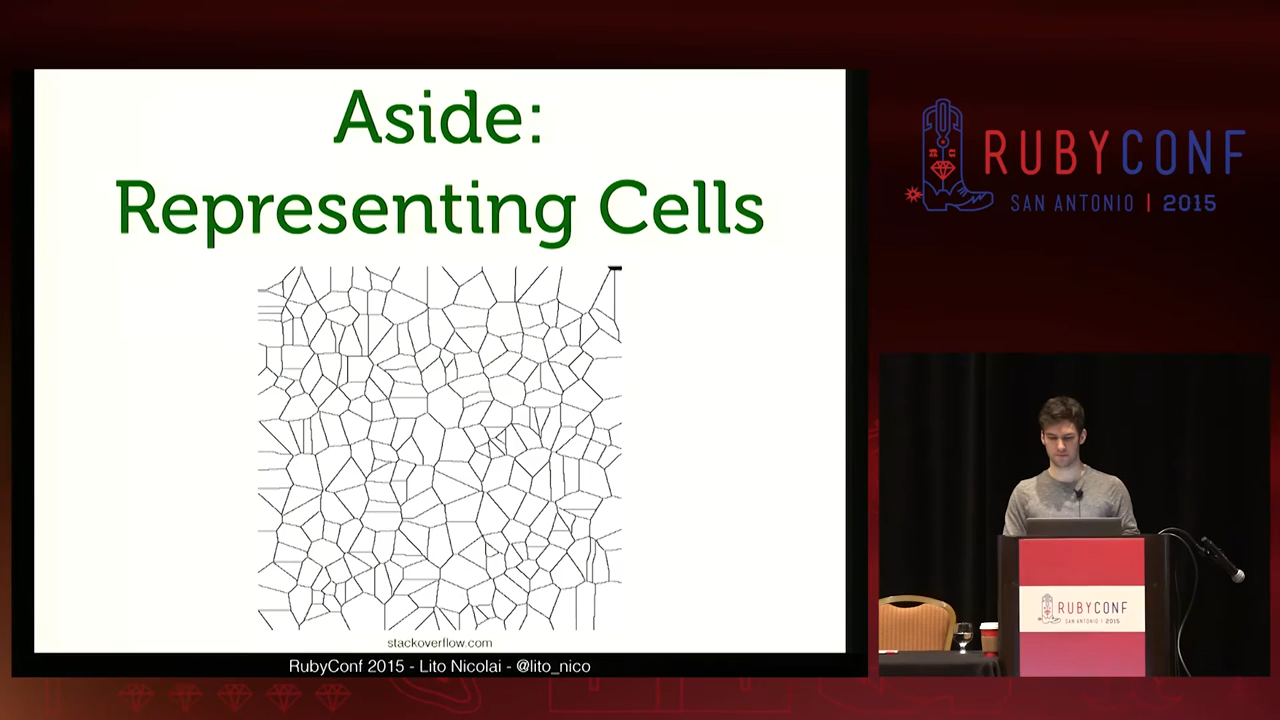 Aside:
Representing Cells
stackoverflow.com
RubyConf 2015 - Lito Nicolai - @lito_nico
RUBYCONF
SAN ANTONIO | 2015
RUBYCONF
SAN ANTONIO | 2015